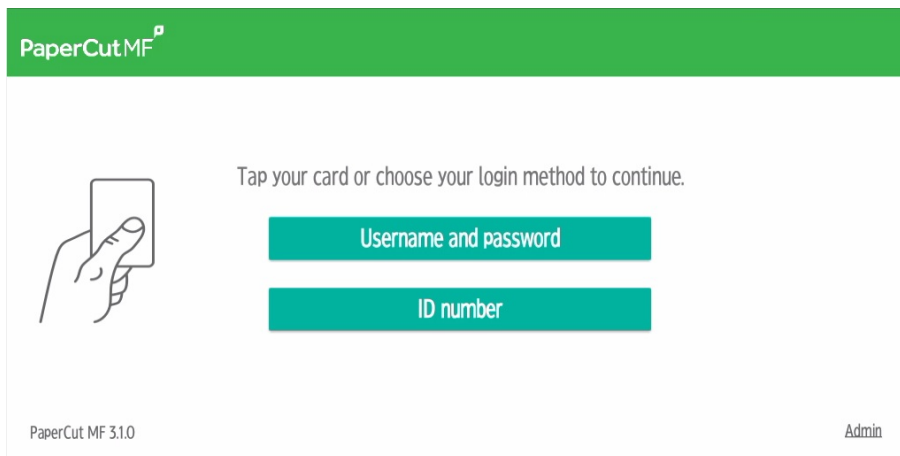 PaperCut MF
Tap your card or choose your login method to continue.
Username and password
ID number
PaperCut MF 3.1.0
Admin